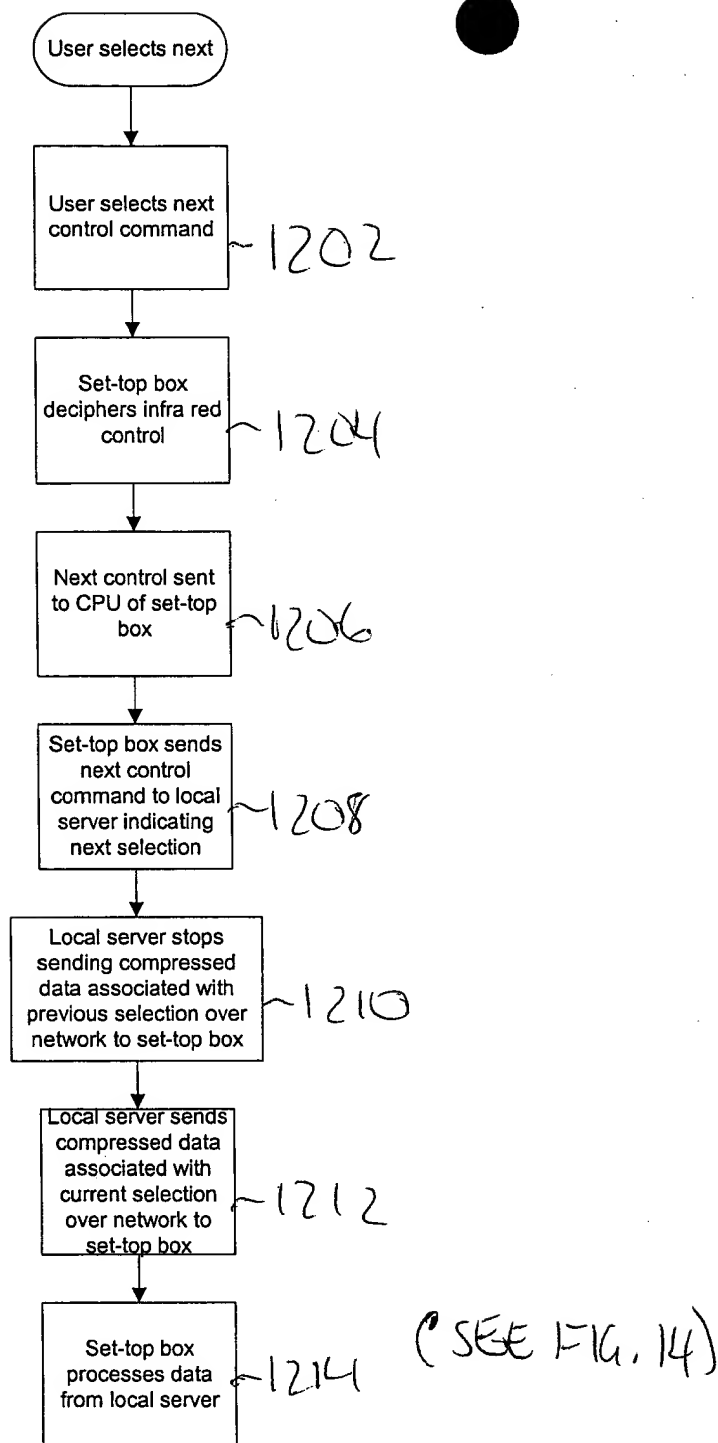 User selects next
User selects next
control command
1202
Set-top box
deciphers infra red
control
1204
Next control sent
to CPU of set-top
box
1206
Set-top box sends
next control
command to local
server indicating
next selection
1208
Local server stops
sending compressed
data associated with
previous selection over
network to set-top box
1210
Local server sends
compressed data
associated with
current selection
over network to
set-top box
1212
Set-top box
processes data
from local server
1214
(SEE FIG. 14)